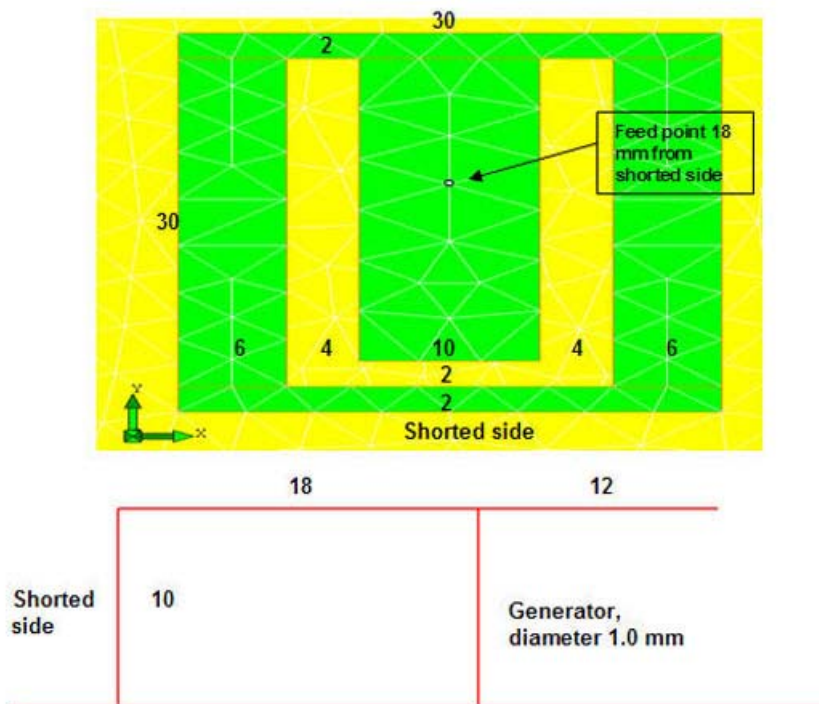 30
2
Feed point 18
mm from
shorted side
30
6
4
10
4
6
2
2
Y
X
Shorted side
18
12
Shorted
side
10
Generator,
diameter 1.0 mm